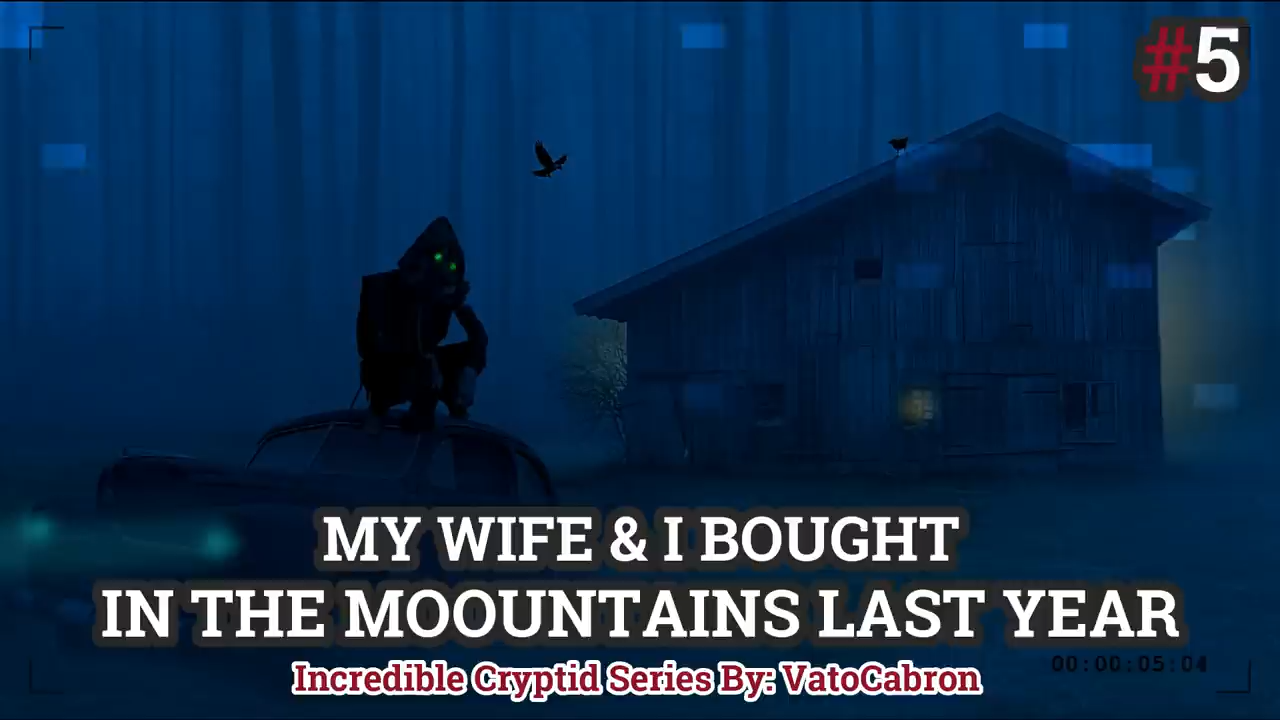 #5
MY WIFE & I BOUGHT
IN THE MOOUNTAINS LAST YEAR
00:00:05:04
Incredible Cryptid Series By: VatoCabron